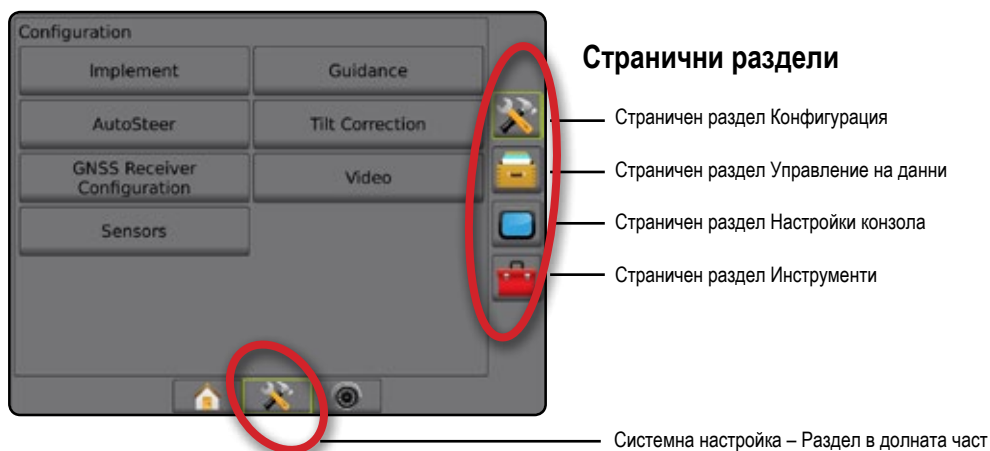 Configuration
Implement
Guidance
AutoSteer
Tilt Correction
GNSS Receiver
Configuration
Video
Sensors
Странични раздели
Страничен раздел Конфигурация
Страничен раздел Управление на данни
Страничен раздел Настройки конзола
Страничен раздел Инструменти
Системна настройка – Раздел в долната част